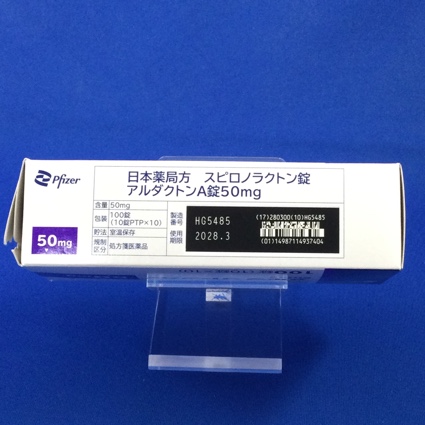 Pfizer
日本薬局方 スピロノラクトン錠
アルダクトンA錠50mg
50mg
含量 50mg
包装 100錠
(10錠PTP×10)
貯法 室温保存
規制区分 処方箋医薬品
製造番号 HG5485
使用期限 2028.3
(17)280300(10)HG5485
(01)14987114937404